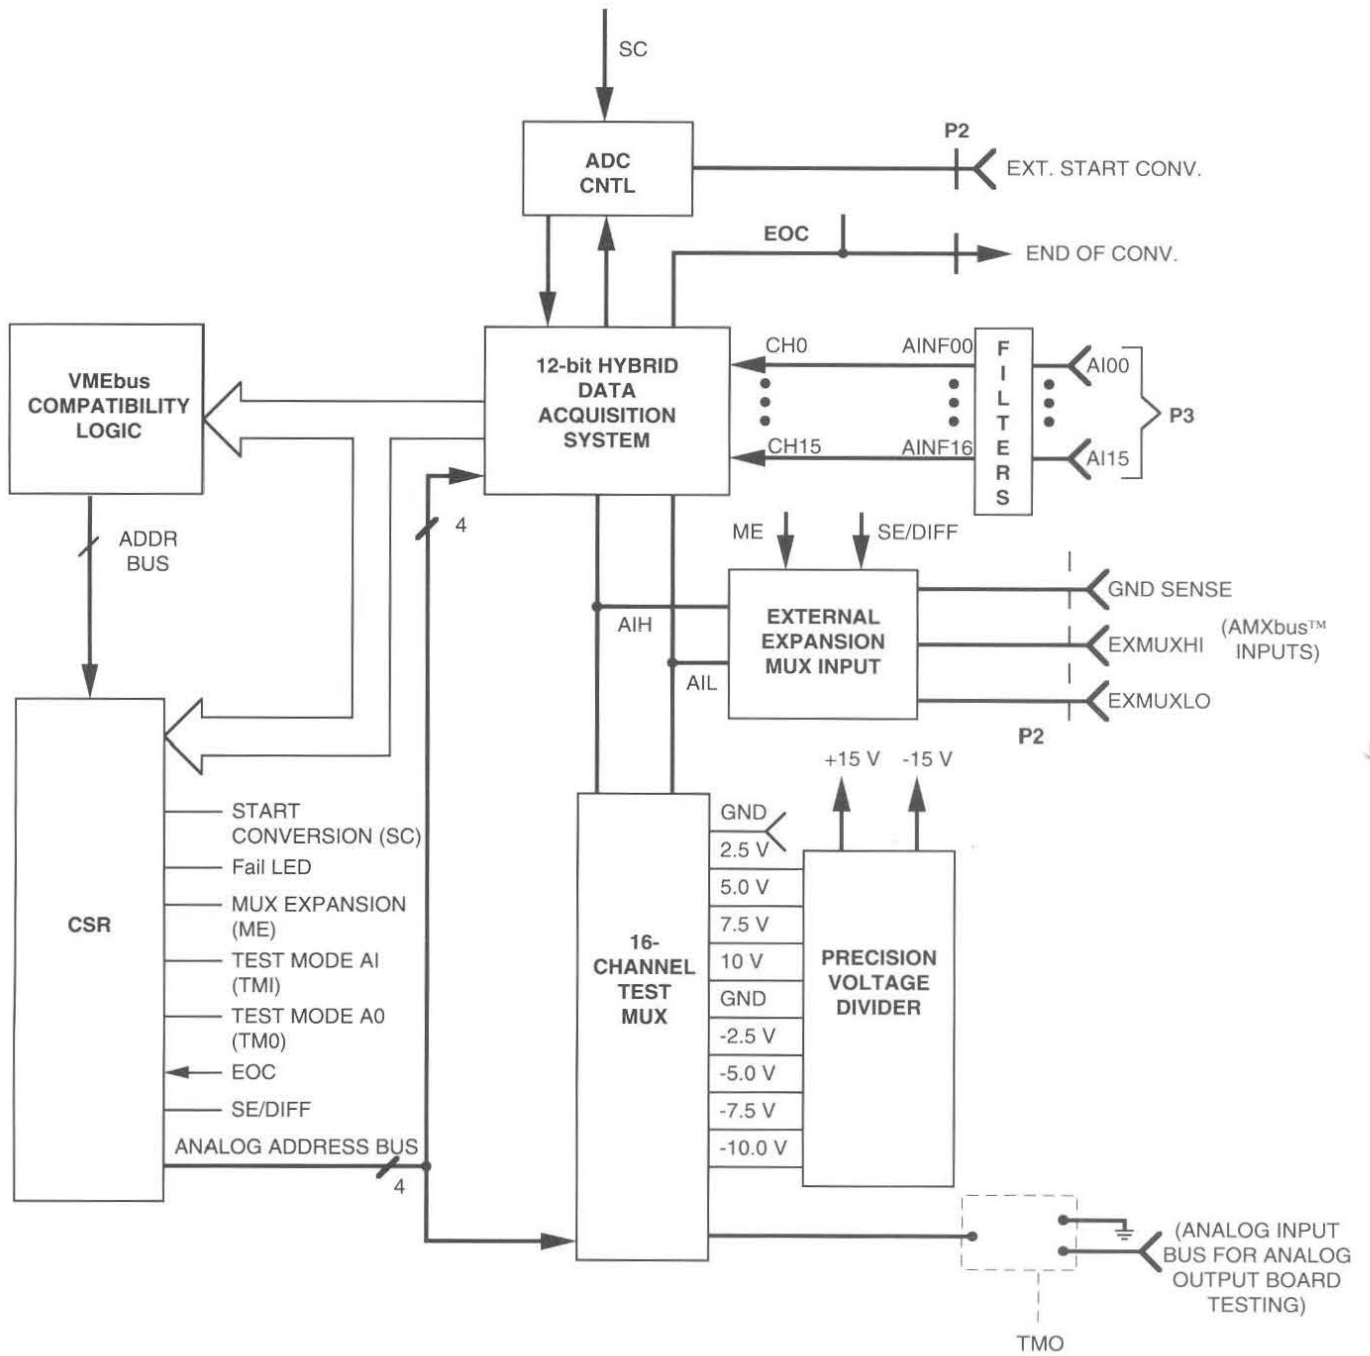 SC
ADC
CNTL
P2
EXT. START CONV.
EOC
END OF CONV.
VMEbus
COMPATIBILITY
LOGIC
12-bit HYBRID
DATA
ACQUISITION
SYSTEM
CH0
AINF00
F
I
L
T
E
R
S
AI00
P3
CH15
AINF16
AI15
4
ADDR
BUS
ME
SE/DIFF
EXTERNAL
EXPANSION
MUX INPUT
AIH
AIL
GND SENSE
EXMUXHI
EXMUXLO
(AMXbus™
INPUTS)
P2
+15 V
-15 V
CSR
START
CONVERSION (SC)
Fail LED
MUX EXPANSION
(ME)
TEST MODE AI
(TMI)
TEST MODE A0
(TM0)
EOC
SE/DIFF
ANALOG ADDRESS BUS
4
16-
CHANNEL
TEST
MUX
GND
2.5 V
5.0 V
7.5 V
10 V
GND
-2.5 V
-5.0 V
-7.5 V
-10.0 V
PRECISION
VOLTAGE
DIVIDER
(ANALOG INPUT
BUS FOR ANALOG
OUTPUT BOARD
TESTING)
TMO